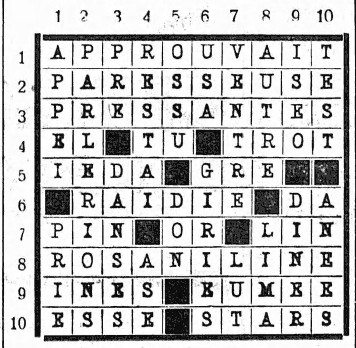 1 2 3 4 5 6 7 8 9 10
1 A P P R O U V A I T
2 P A R E S S E U S E
3 P R E S S A N T E S
4 E L T U T R O T
5 I E D A G R E
6 R A I D I E D A
7 P I N O R L I N
8 R O S A N I L I N E
9 I N E S E U M E E
10 E S S E S T A R S